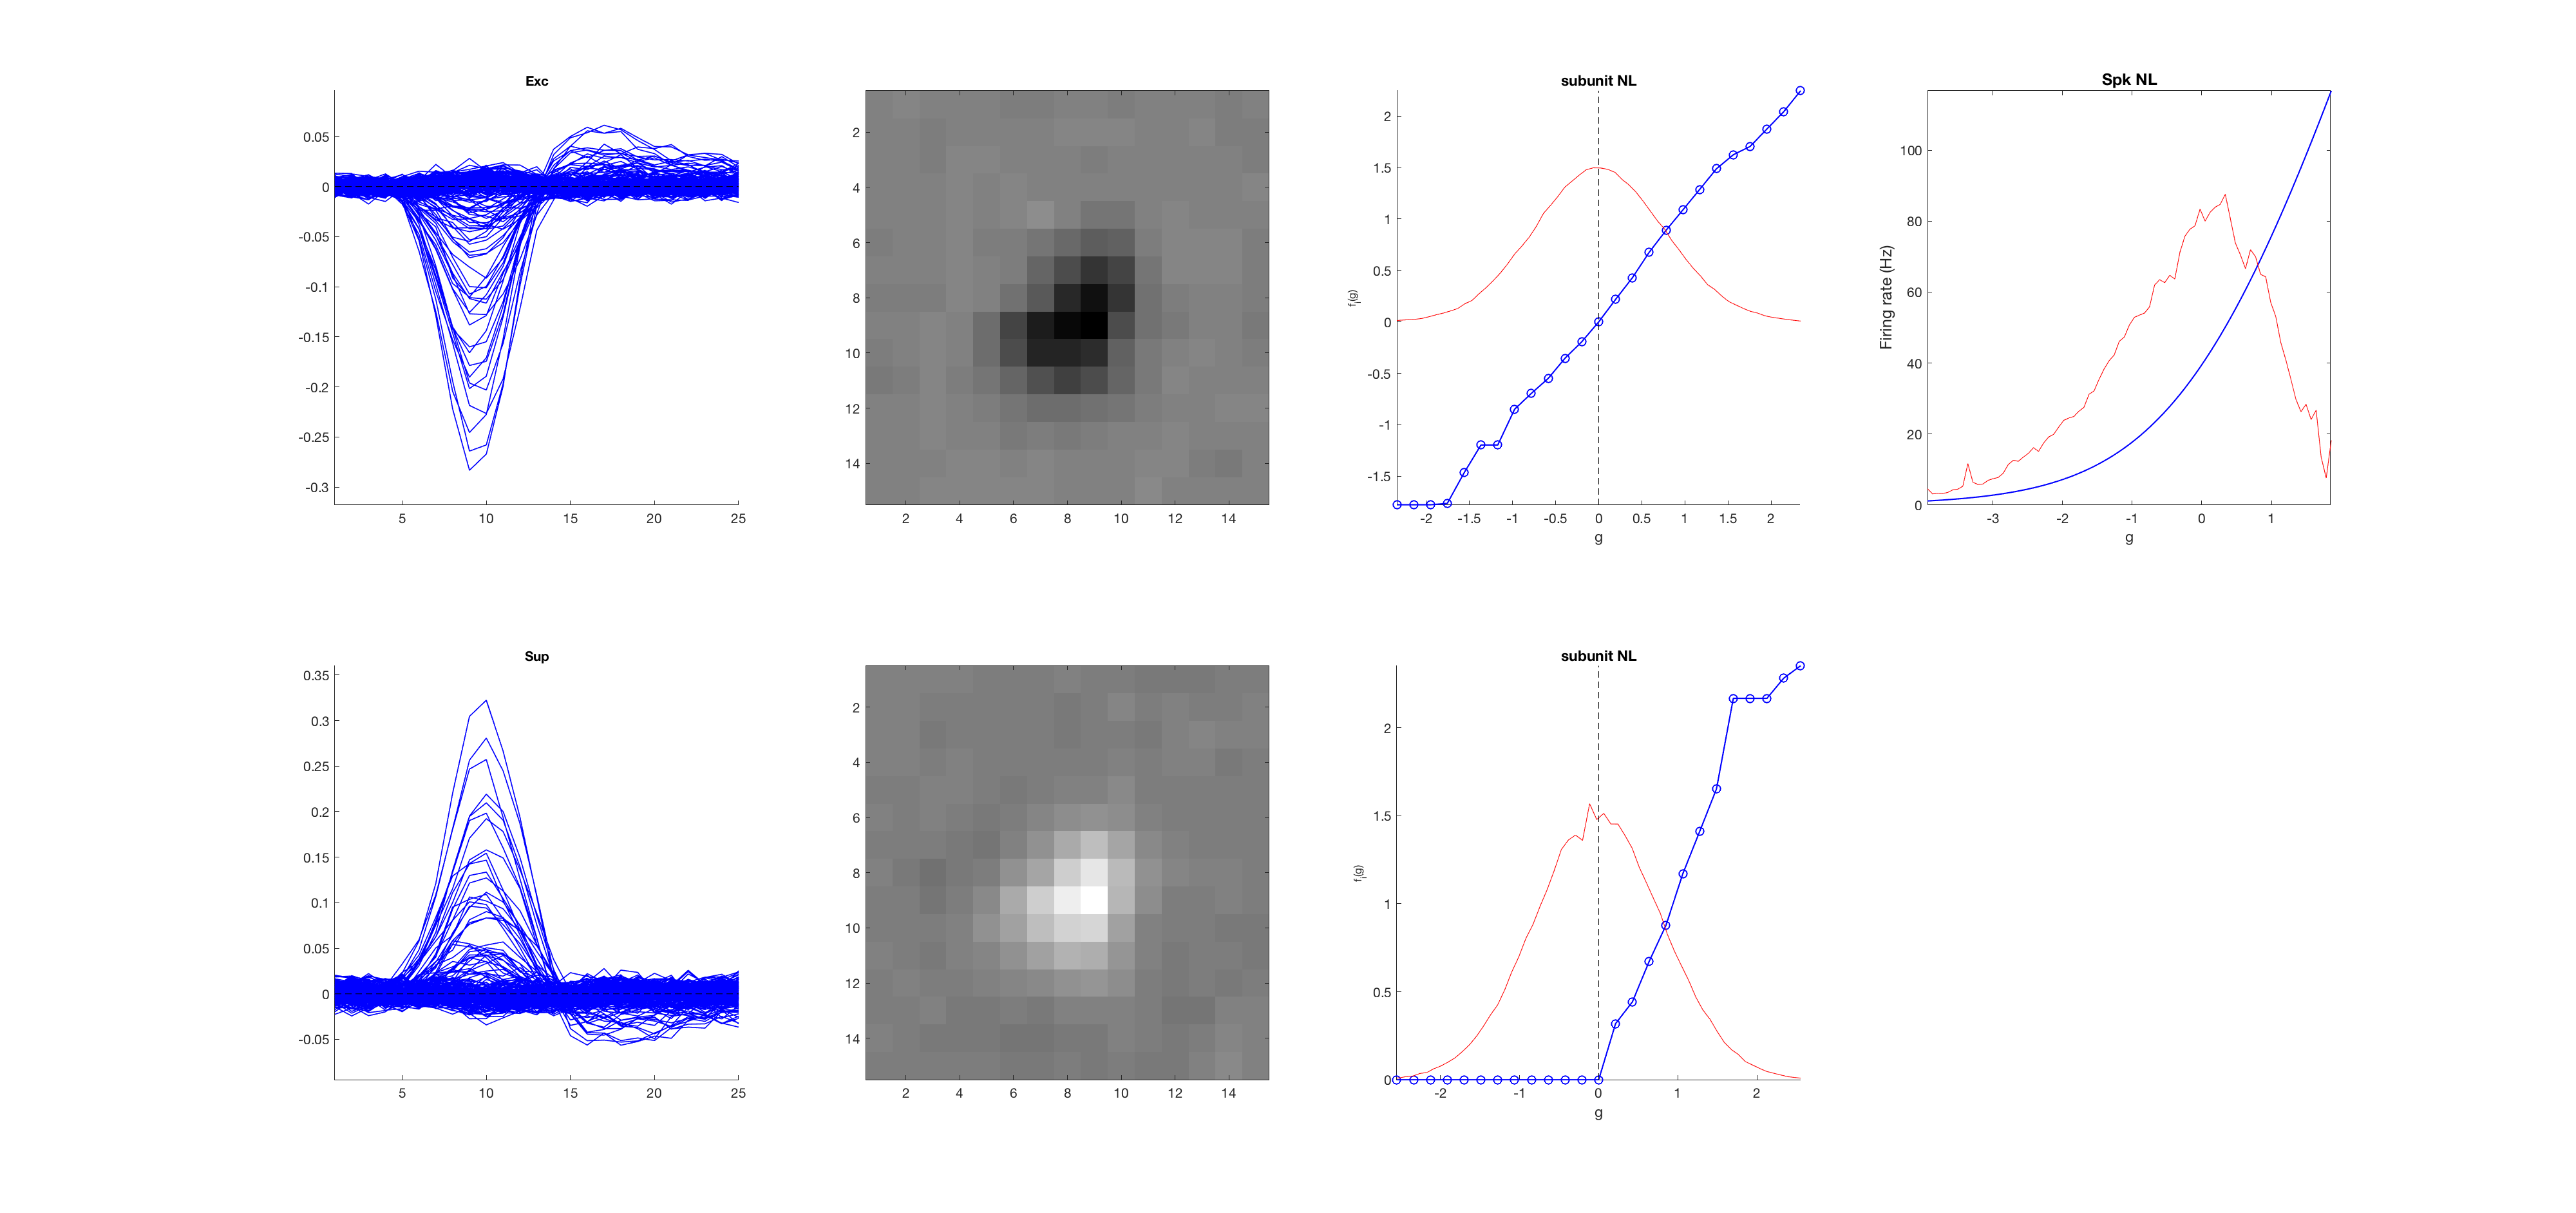 Exc
0.05
0
-0.05
-0.1
-0.15
-0.2
-0.25
-0.3
5 10 15 20 25
2
4
6
8
10
12
14
2 4 6 8 10 12 14
subunit NL
f_i(g)
2
1.5
1
0.5
0
-0.5
-1
-1.5
-2 -1.5 -1 -0.5 0 0.5 1 1.5 2
g
Spk NL
Firing rate (Hz)
100
80
60
40
20
0
-3 -2 -1 0 1
g
Sup
0.35
0.3
0.25
0.2
0.15
0.1
0.05
0
-0.05
5 10 15 20 25
2
4
6
8
10
12
14
2 4 6 8 10 12 14
subunit NL
f_i(g)
2
1.5
1
0.5
0
-2 -1 0 1 2
g